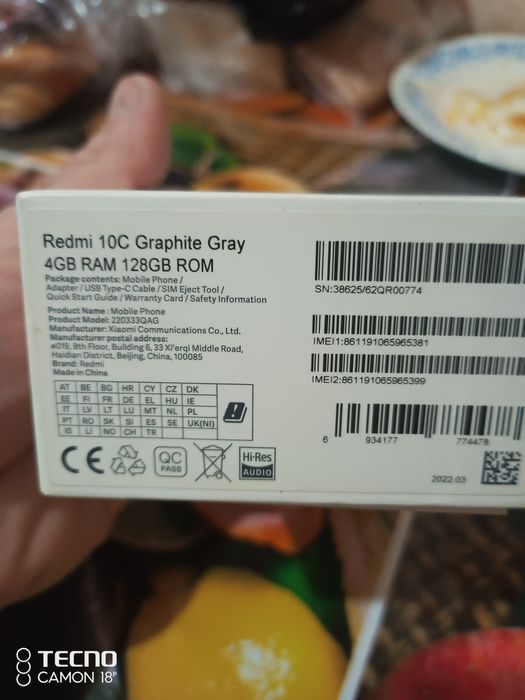 Redmi 10C Graphite Gray
4GB RAM 128GB ROM
Package contents: Mobile Phone /
Adapter / USB Type-C Cable / SIM Eject Tool /
Quick Start Guide / Warranty Card / Safety Information
Product Name: Mobile Phone
Product Model: 220333QAG
Manufacturer: Xiaomi Communications Co., Ltd.
Manufacturer postal address:
#019, 9th Floor, Building 6, 33 Xi'erqi Middle Road,
Haidian District, Beijing, China, 100085
Brand: Redmi
Made in China
AT BE BG HR CY CZ DK
EE FI FR DE EL HU IE
IT LV LT LU MT NL PL
PT RO SK SI ES SE UK(NI)
IS LI NO CH TR
CE
QC
PASS
Hi-Res
AUDIO
SN:38625/62QR00774
IMEI1:861191065965381
IMEI2:861191065965399
6 934177 774478
2022.03
TECNO
CAMON 18P